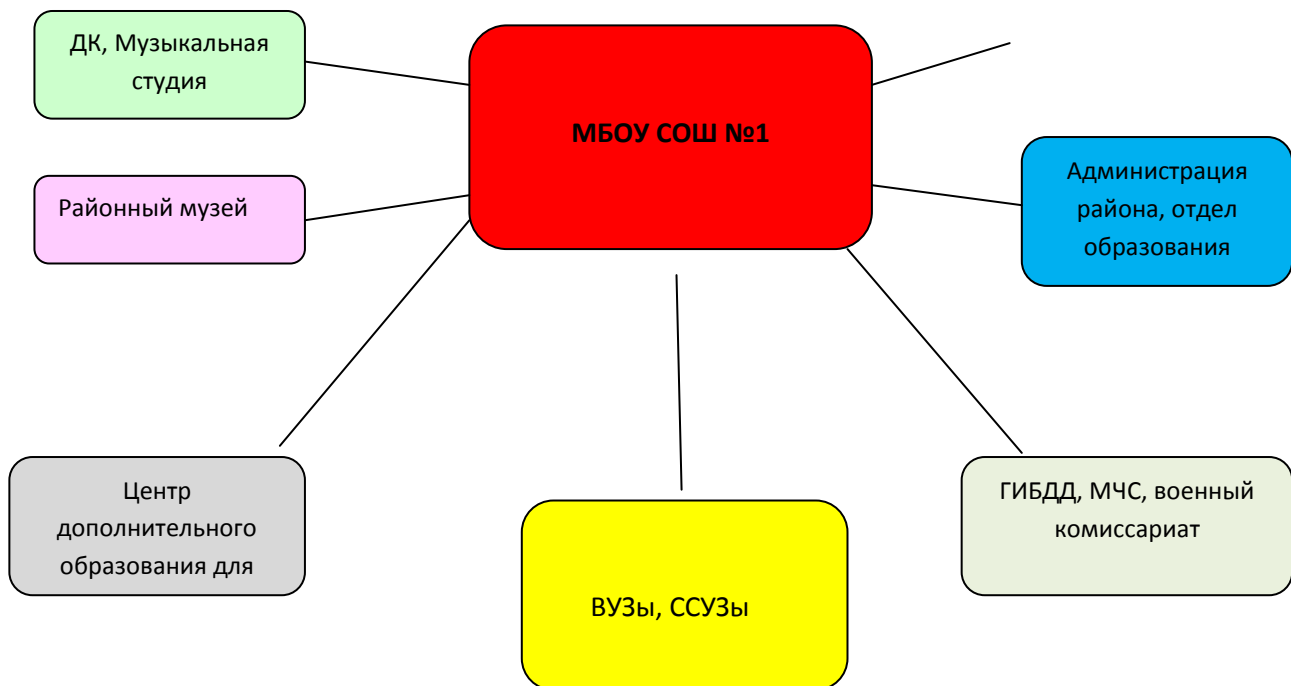 ДК, Музыкальная
студия
МБОУ СОШ №1
Районный музей
Администрация
района, отдел
образования
Центр
дополнительного
образования для
ВУЗы, ССУЗы
ГИБДД, МЧС, военный
комиссариат